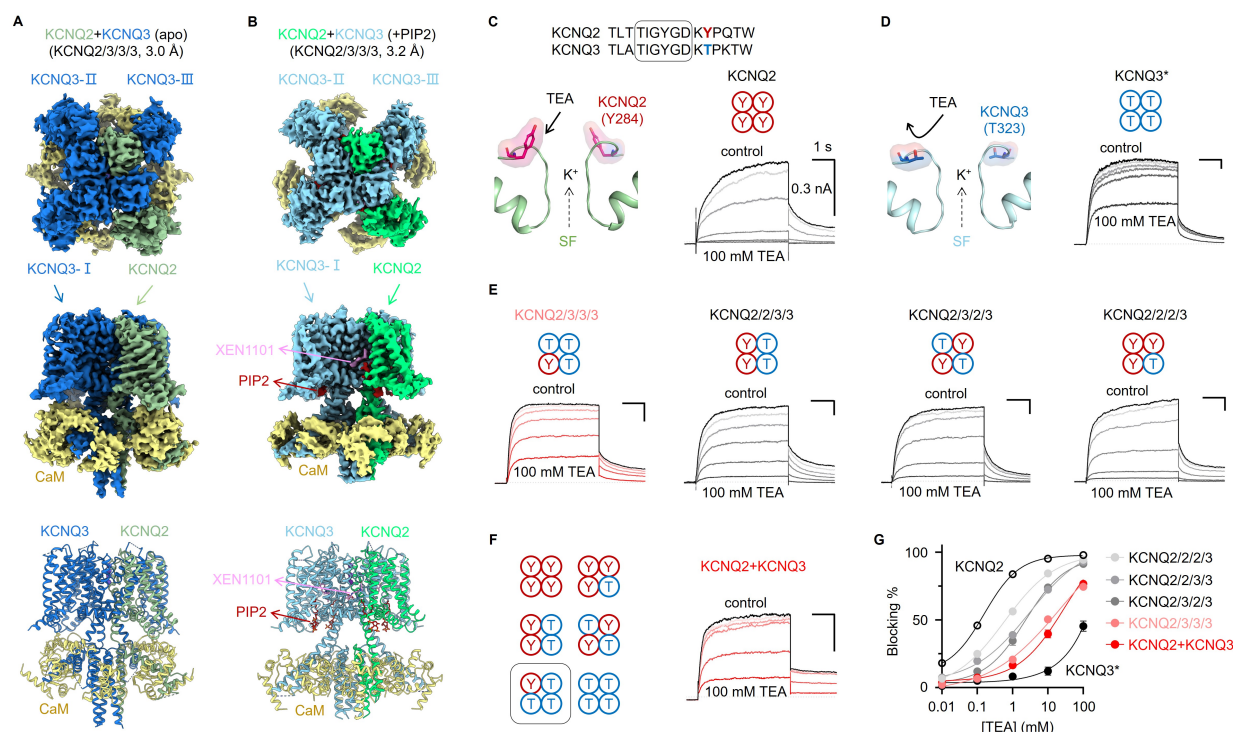 A
KCNQ2+KCNQ3 (apo)
(KCNQ2/3/3/3, 3.0 Å)
KCNQ3-II KCNQ3-III
KCNQ3-I KCNQ2
CaM
KCNQ3 KCNQ2
CaM
B
KCNQ2+KCNQ3 (+PIP2)
(KCNQ2/3/3/3, 3.2 Å)
KCNQ3-II KCNQ3-III
KCNQ3-I KCNQ2
XEN1101
PIP2
CaM
KCNQ3 KCNQ2
XEN1101
PIP2
CaM
C
KCNQ2 TLT TIGYGD KYPQTW
KCNQ3 TLA TIGYGD KTPKTW
TEA
KCNQ2
(Y284)
K+
SF
KCNQ2
Y Y
Y Y
control
1 s
0.3 nA
100 mM TEA
D
TEA
KCNQ3
(T323)
K+
SF
KCNQ3*
T T
T T
control
100 mM TEA
E
KCNQ2/3/3/3
T T
Y T
control
100 mM TEA
KCNQ2/2/3/3
Y T
Y T
control
100 mM TEA
KCNQ2/3/2/3
T Y
Y T
control
100 mM TEA
KCNQ2/2/2/3
Y Y
Y T
control
100 mM TEA
F
Y Y Y Y
Y Y Y T
Y T T Y
Y T Y T
Y T T T
T T T T
KCNQ2+KCNQ3
control
100 mM TEA
G
Blocking %
100
50
0
0.01 0.1 1 10 100
[TEA] (mM)
KCNQ2
KCNQ3*
KCNQ2/2/2/3
KCNQ2/2/3/3
KCNQ2/3/2/3
KCNQ2/3/3/3
KCNQ2+KCNQ3